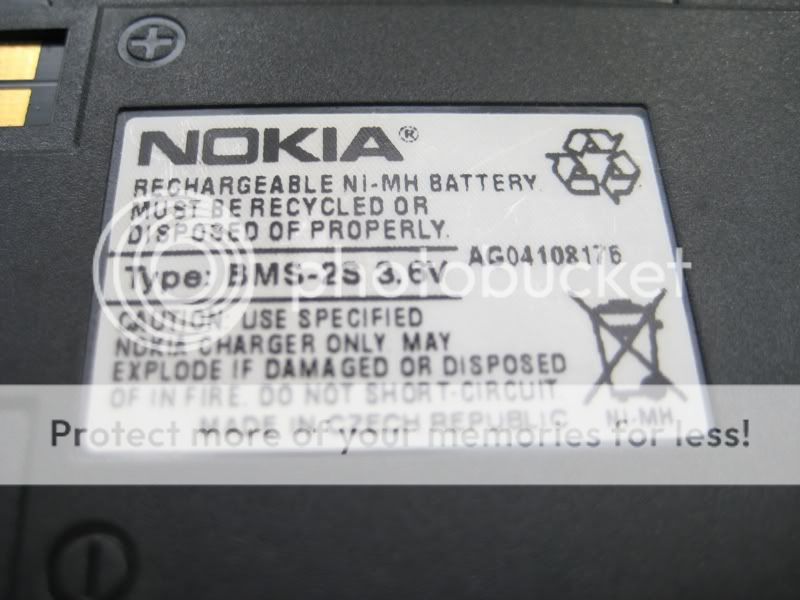 NOKIA®
RECHARGEABLE NI-MH BATTERY.
MUST BE RECYCLED OR
DISPOSED OF PROPERLY.
AG04108176
Type: BMS-2S 3.6V
CAUTION: USE SPECIFIED
NOKIA CHARGER ONLY MAY
EXPLODE IF DAMAGED OR DISPOSED
OF IN FIRE. DO NOT SHORT-CIRCUIT
MADE IN CZECH REPUBLIC
NI-MH
photobucket
Protect more of your memories for less!